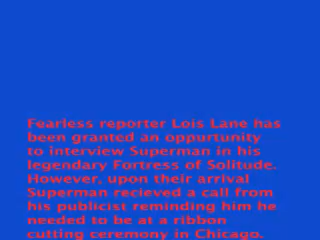 Fearless reporter Lois Lane has
been granted an oppurtunity
to interview Superman in his
legendary Fortress of Solitude.
However, upon their arrival
Superman recieved a call from
his publicist reminding him he
needed to be at a ribbon
cutting ceremony in Chicago.